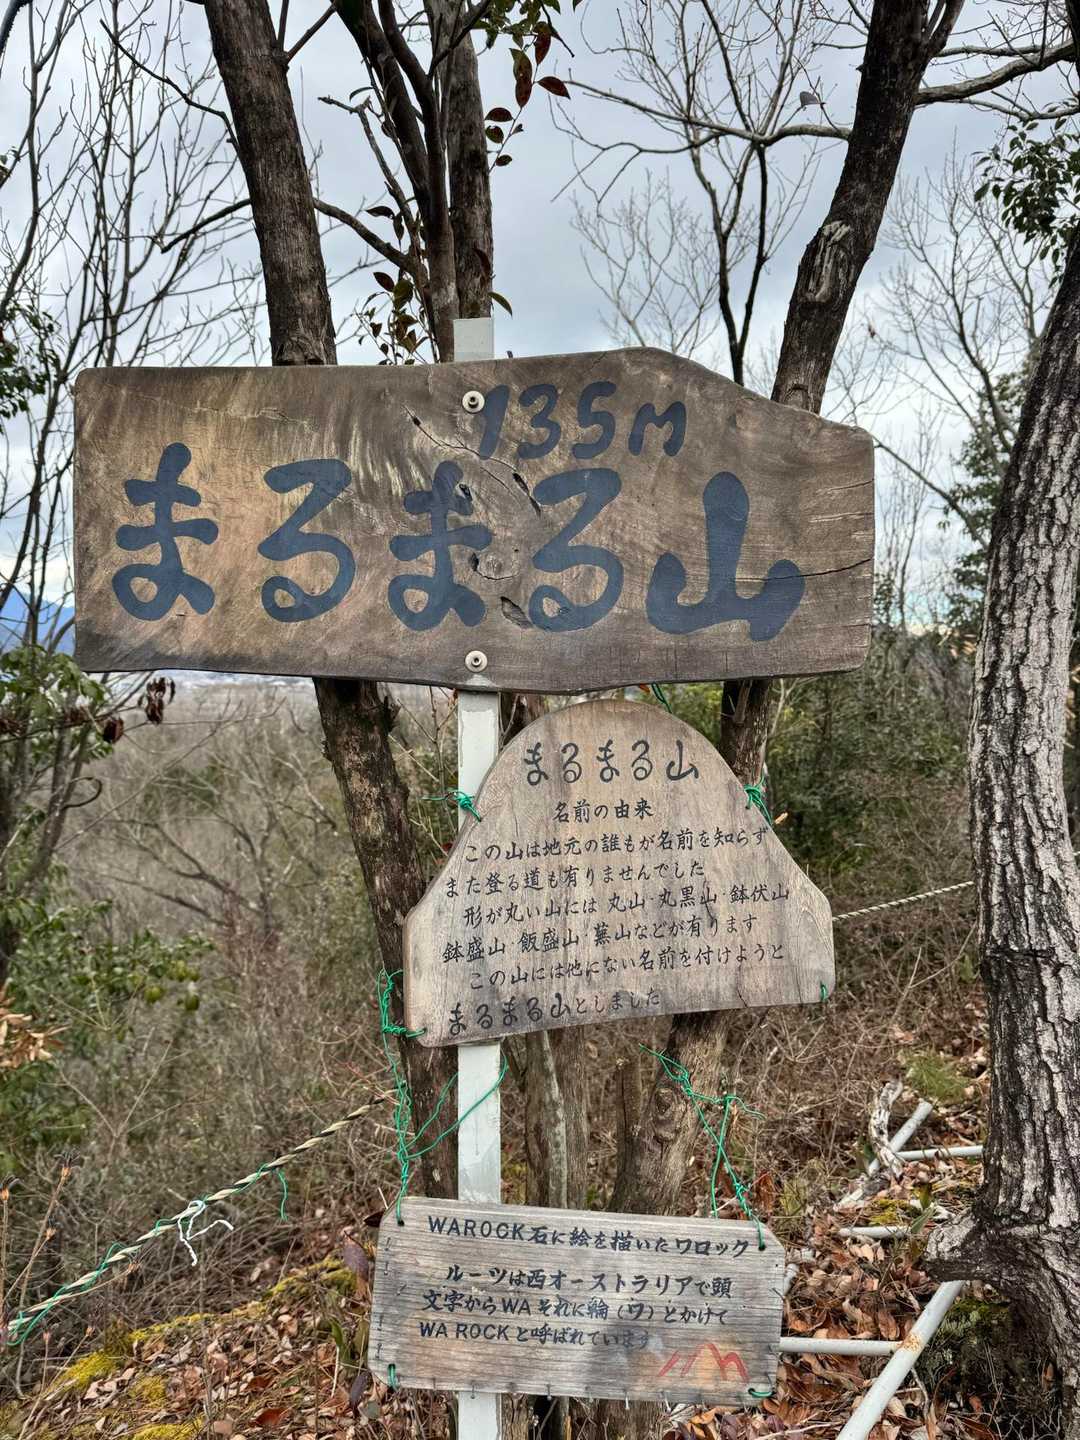 135M
まるまる山
まるまる山
名前の由来
この山は地元の誰もが名前を知らず
また登る道も有りませんでした
形が丸い山には 丸山・丸黒山・鉢伏山
鉢盛山・飯盛山・蕪山などが有ります
この山には他にない名前を付けようと
まるまる山としました
WAROCK石に絵を描いたワロック
ルーツは西オーストラリアで頭
文字からWAそれに輪(ワ)とかけて
WA ROCKと呼ばれています